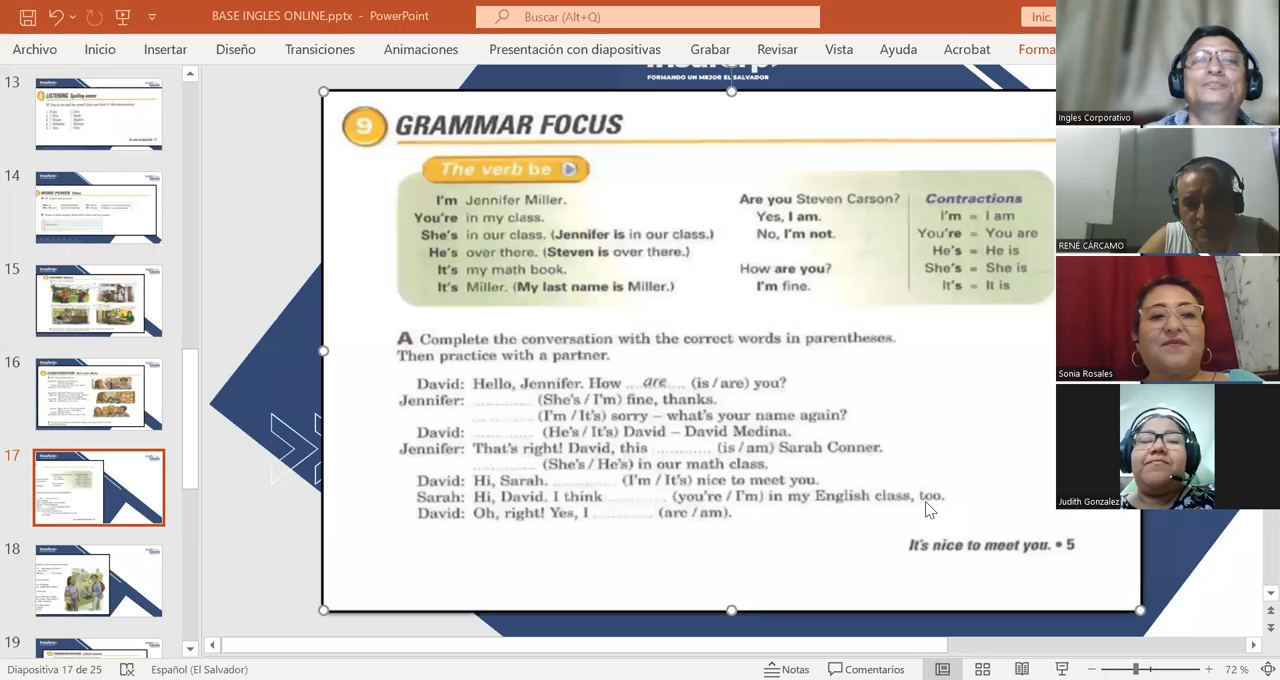 BASE INGLES ONLINE.pptx - PowerPoint
Buscar (Alt+Q)
Inic.
Archivo Inicio Insertar Diseño Transiciones Animaciones Presentación con diapositivas Grabar Revisar Vista Ayuda Acrobat Forma
13
14
15
16
17
18
19
FORMANDO UN MEJOR EL SALVADOR
9 GRAMMAR FOCUS
The verb be
I'm Jennifer Miller.
You're in my class.
She's in our class. (Jennifer is in our class.)
He's over there. (Steven is over there.)
It's my math book.
It's Miller. (My last name is Miller.)
Are you Steven Carson?
Yes, I am.
No, I'm not.
How are you?
I'm fine.
Contractions
I'm = I am
You're = You are
He's = He is
She's = She is
It's = It is
A Complete the conversation with the correct words in parentheses.
Then practice with a partner.
David: Hello, Jennifer. How ....are.... (is / are) you?
Jennifer: .............. (She's / I'm) fine, thanks.
.............. (I'm / It's) sorry – what's your name again?
David: .............. (He's / It's) David – David Medina.
Jennifer: That's right! David, this .............. (is / am) Sarah Conner.
.............. (She's / He's) in our math class.
David: Hi, Sarah. .............. (I'm / It's) nice to meet you.
Sarah: Hi, David. I think .............. (you're / I'm) in my English class, too.
David: Oh, right! Yes, I .............. (are / am).
It's nice to meet you. • 5
Ingles Corporativo
RENÉ CÁRCAMO
Sonia Rosales
Judith Gonzalez
Diapositiva 17 de 25
Español (El Salvador)
Notas
Comentarios
72 %